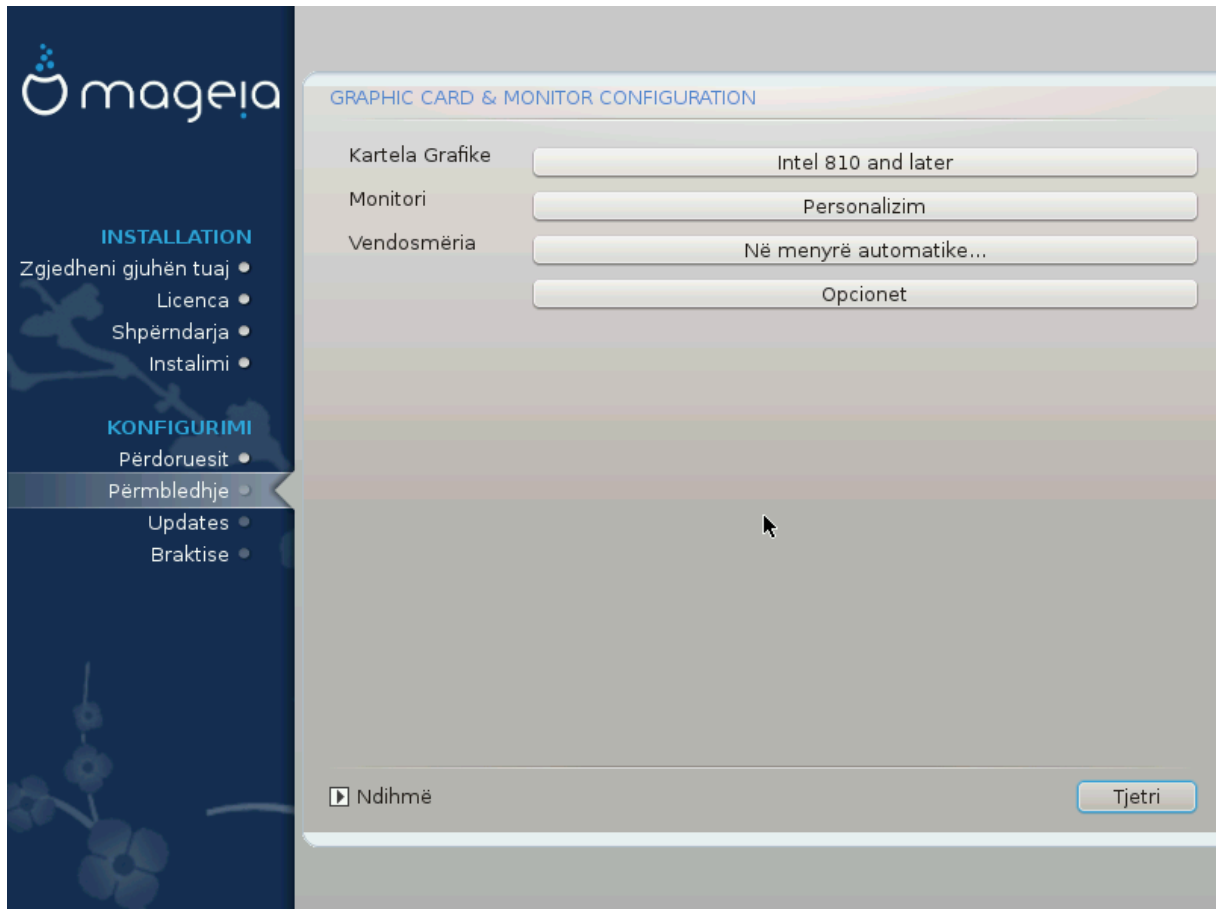 mageia
INSTALLATION
Zgjedheni gjuhën tuaj
Licenca
Shpërndarja
Instalimi
KONFIGURIMI
Përdoruesit
Përmbledhje
Updates
Braktise
GRAPHIC CARD & MONITOR CONFIGURATION
Kartela Grafike Intel 810 and later
Monitori Personalizim
Vendosmëria Në menyrë automatike...
Opcionet
Ndihmë Tjetri